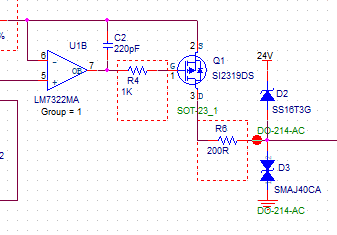 %
U1B
C2
220pF
2
S
6
5
OB
7
R4
1K
G
1
Q1
SI2319DS
3
D
SOT-23_1
LM7322MA
Group = 1
24V
D2
SS16T3G
R6
200R
DO-214-AC
2
D3
SMAJ40CA
DO-214-AC